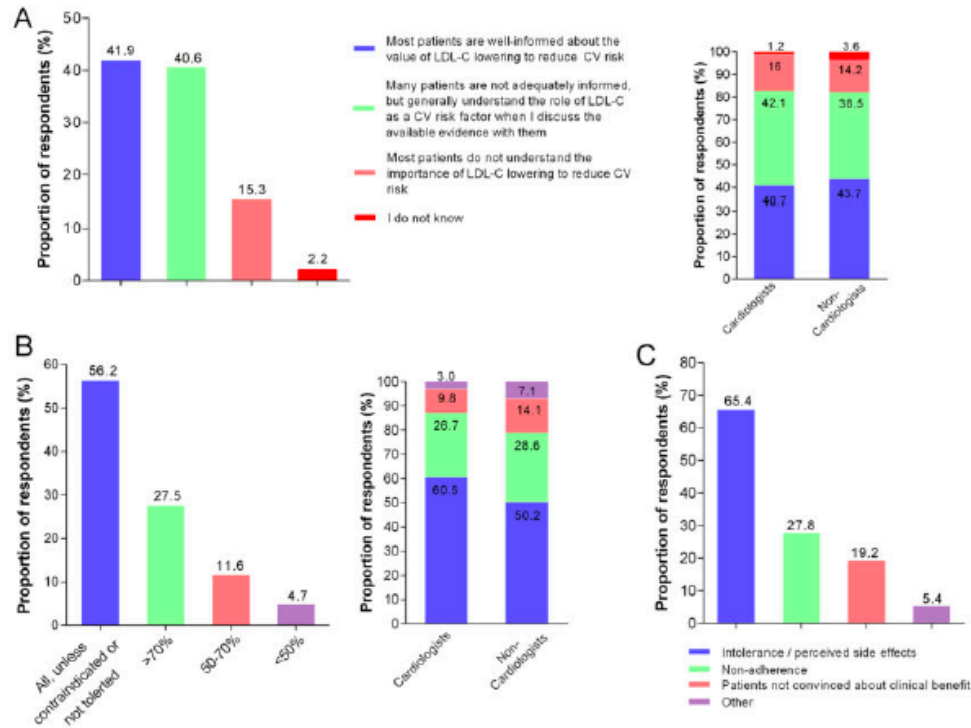 A
Proportion of respondents (%)
50
40
30
20
10
0
41.9
40.6
15.3
2.2
Most patients are well-informed about the
value of LDL-C lowering to reduce CV risk
Many patients are not adequately informed,
but generally understand the role of LDL-C
as a CV risk factor when I discuss the
available evidence with them
Most patients do not understand the
importance of LDL-C lowering to reduce CV
risk
I do not know
Proportion of respondents (%)
100
90
80
70
60
50
40
30
20
10
0
1.2
16
42.1
40.7
3.6
14.2
38.5
43.7
Cardiologists
Non-
Cardiologists
B
Proportion of respondents (%)
60
50
40
30
20
10
0
56.2
27.5
11.6
4.7
All, unless
contraindicated or
not tolerted
>70%
50-70%
<50%
Proportion of respondents (%)
100
90
80
70
60
50
40
30
20
10
0
3.0
9.8
26.7
60.5
7.1
14.1
28.6
50.2
Cardiologists
Non-
Cardiologists
C
Proportion of respondents (%)
80
70
60
50
40
30
20
10
0
65.4
27.8
19.2
5.4
Intolerance / perceived side effects
Non-adherence
Patients not convinced about clinical benefit
Other